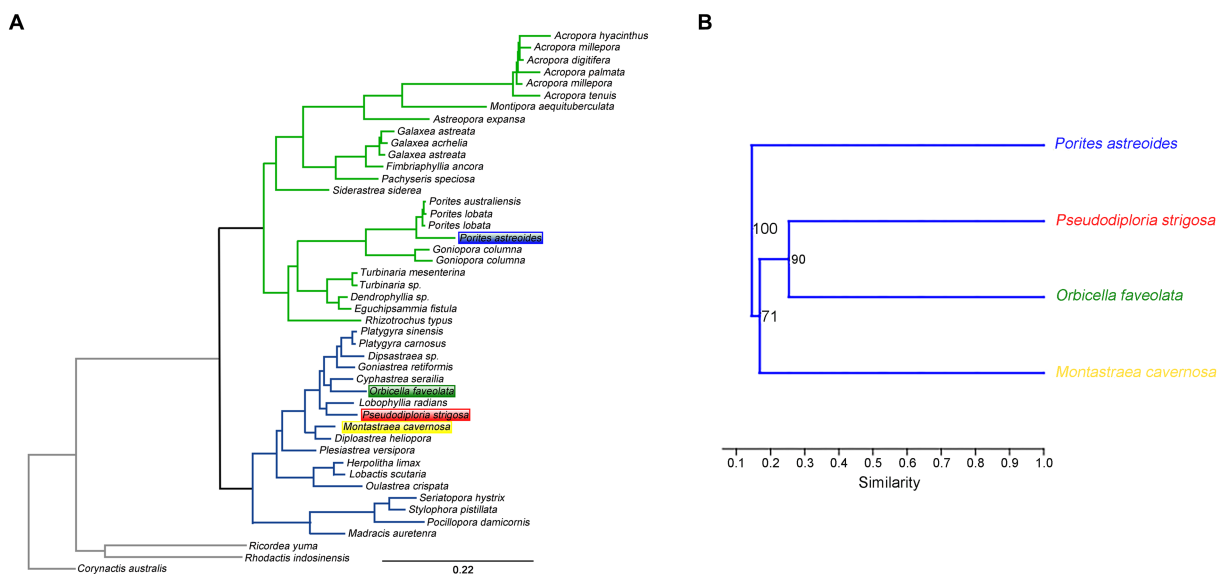 A
Acropora hyacinthus
Acropora millepora
Acropora digitifera
Acropora palmata
Acropora millepora
Acropora tenuis
Montipora aequituberculata
Astreopora expansa
Galaxea astreata
Galaxea acrhelia
Galaxea astreata
Fimbriaphyllia ancora
Pachyseris speciosa
Siderastrea siderea
Porites australiensis
Porites lobata
Porites lobata
Porites astreoides
Goniopora columna
Goniopora columna
Turbinaria mesenterina
Turbinaria sp.
Dendrophyllia sp.
Eguchipsammia fistula
Rhizotrochus typus
Platygyra sinensis
Platygyra carnosus
Dipsastraea sp.
Goniastrea retiformis
Cyphastrea serailia
Orbicella faveolata
Lobophyllia radians
Pseudodiploria strigosa
Montastraea cavernosa
Diploastrea heliopora
Plesiastrea versipora
Herpolitha limax
Lobactis scutaria
Oulastrea crispata
Seriatopora hystrix
Stylophora pistillata
Pocillopora damicornis
Madracis auretenra
Ricordea yuma
Rhodactis indosinensis
Corynactis australis
0.22
B
Porites astreoides
Pseudodiploria strigosa
100
90
Orbicella faveolata
71
Montastraea cavernosa
0.1 0.2 0.3 0.4 0.5 0.6 0.7 0.8 0.9 1.0
Similarity